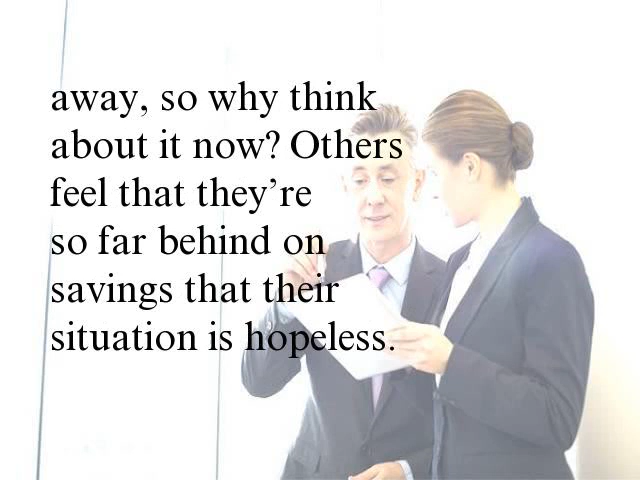 away, so why think
about it now? Others
feel that they’re
so far behind on
savings that their
situation is hopeless.